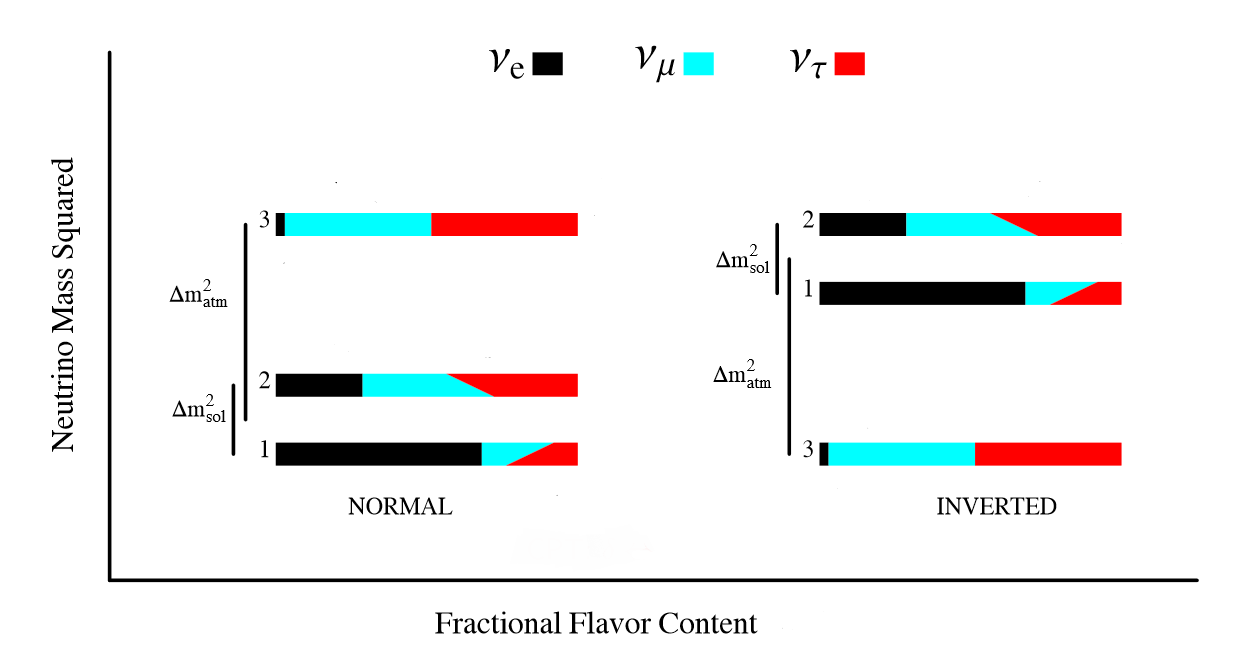 νe νμ ντ
Neutrino Mass Squared
3
Δm²atm
2
Δm²sol
1
NORMAL
2
Δm²sol
1
Δm²atm
3
INVERTED
Fractional Flavor Content